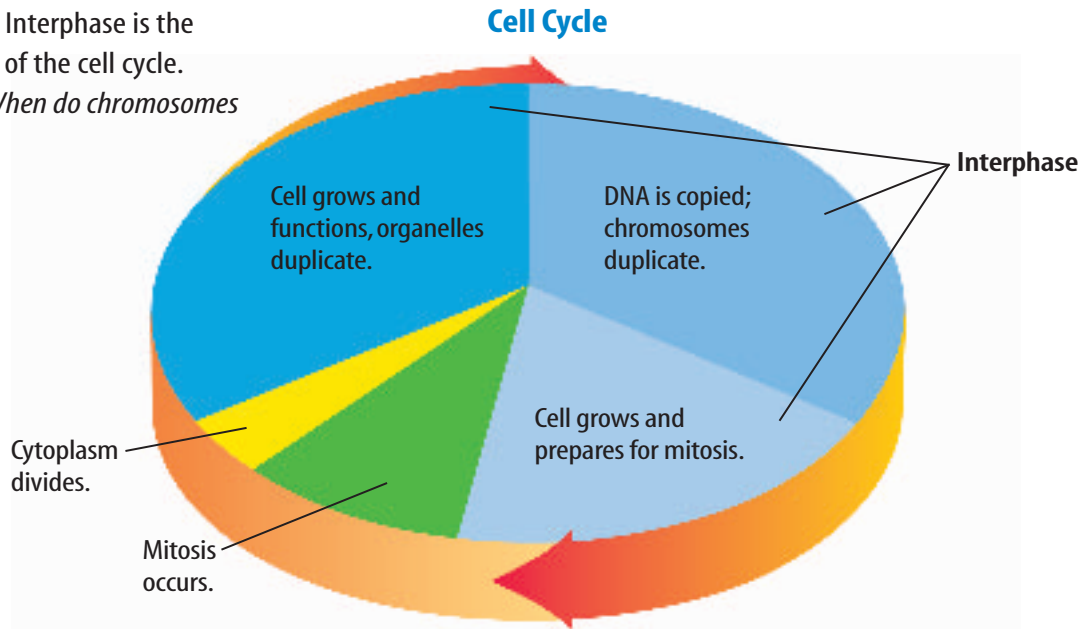 Interphase is the
of the cell cycle.
When do chromosomes
Cell Cycle
Interphase
Cell grows and
functions, organelles
duplicate.
DNA is copied;
chromosomes
duplicate.
Cell grows and
prepares for mitosis.
Cytoplasm
divides.
Mitosis
occurs.